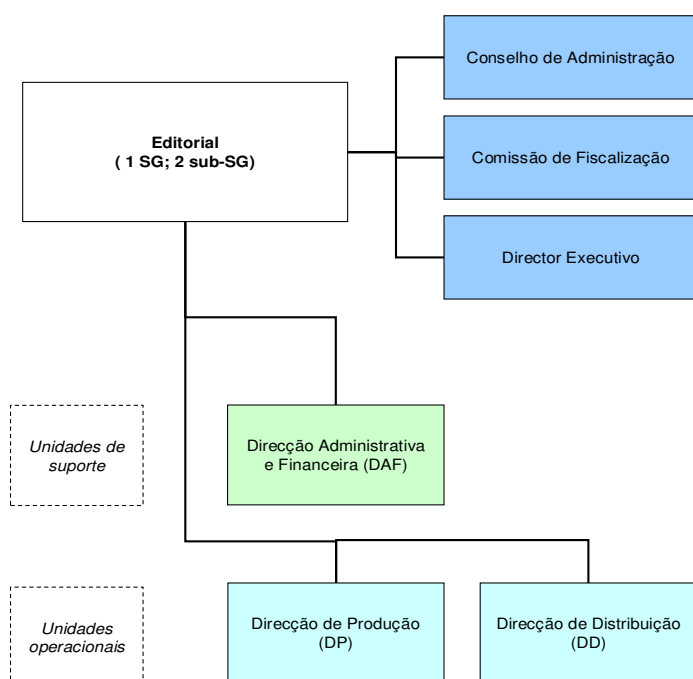 Conselho de Administração
Editorial
( 1 SG; 2 sub-SG)
Comissão de Fiscalização
Director Executivo
Unidades de
suporte
Direcção Administrativa
e Financeira (DAF)
Unidades
operacionais
Direcção de Produção
(DP)
Direcção de Distribuição
(DD)